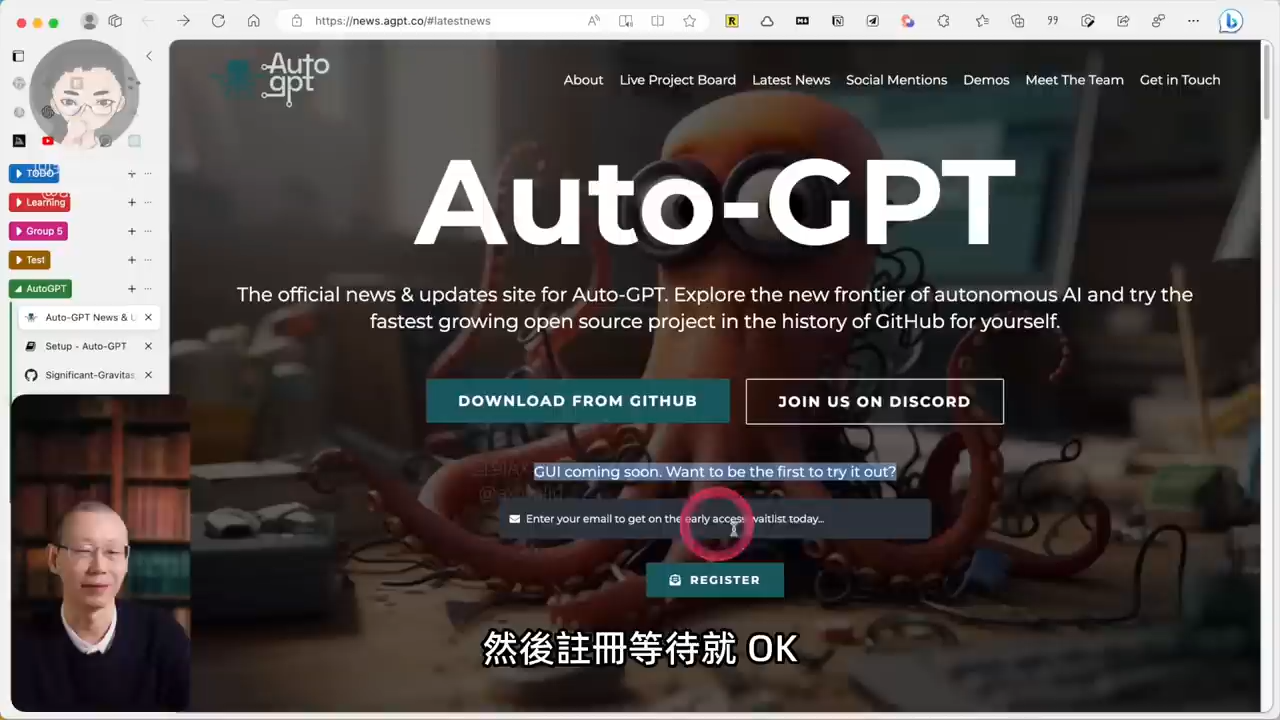 https://news.agpt.co/#latestnews
TODO
Learning
Group 5
Test
AutoGPT
Auto-GPT News & U
Setup - Auto-GPT
Significant-Gravitas
Auto
gpt
About
Live Project Board
Latest News
Social Mentions
Demos
Meet The Team
Get in Touch
Auto-GPT
The official news & updates site for Auto-GPT. Explore the new frontier of autonomous AI and try the
fastest growing open source project in the history of GitHub for yourself.
DOWNLOAD FROM GITHUB
JOIN US ON DISCORD
GUI coming soon. Want to be the first to try it out?
Enter your email to get on the early access waitlist today...
REGISTER
然後註冊等待就 OK